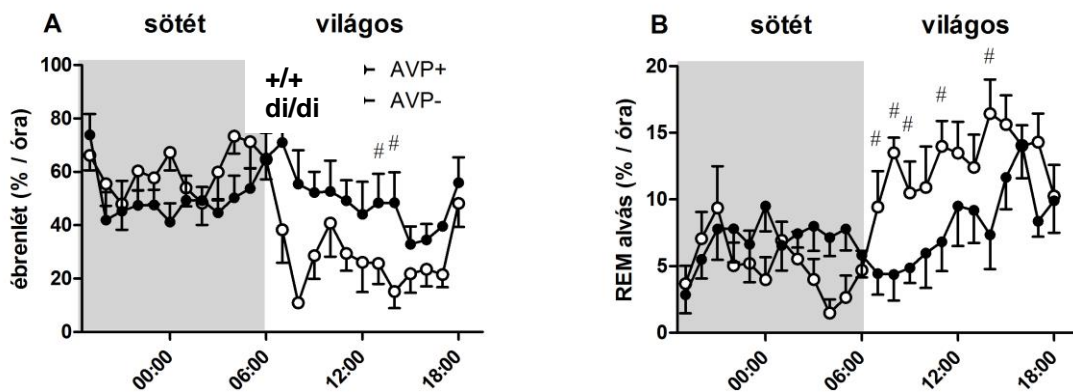 A
sötét
világos
ébrenlét (% / óra)
100
80
60
40
20
0
+/+
di/di
AVP+
AVP-
#
#
00:00
06:00
12:00
18:00
B
sötét
világos
REM alvás (% / óra)
20
15
10
5
0
#
#
#
#
#
00:00
06:00
12:00
18:00